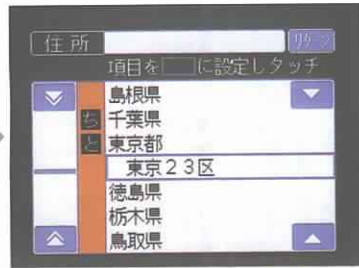 住所 リターン
項目を に設定しタッチ
島根県
ち 千葉県
と 東京都
東京23区
徳島県
栃木県
鳥取県